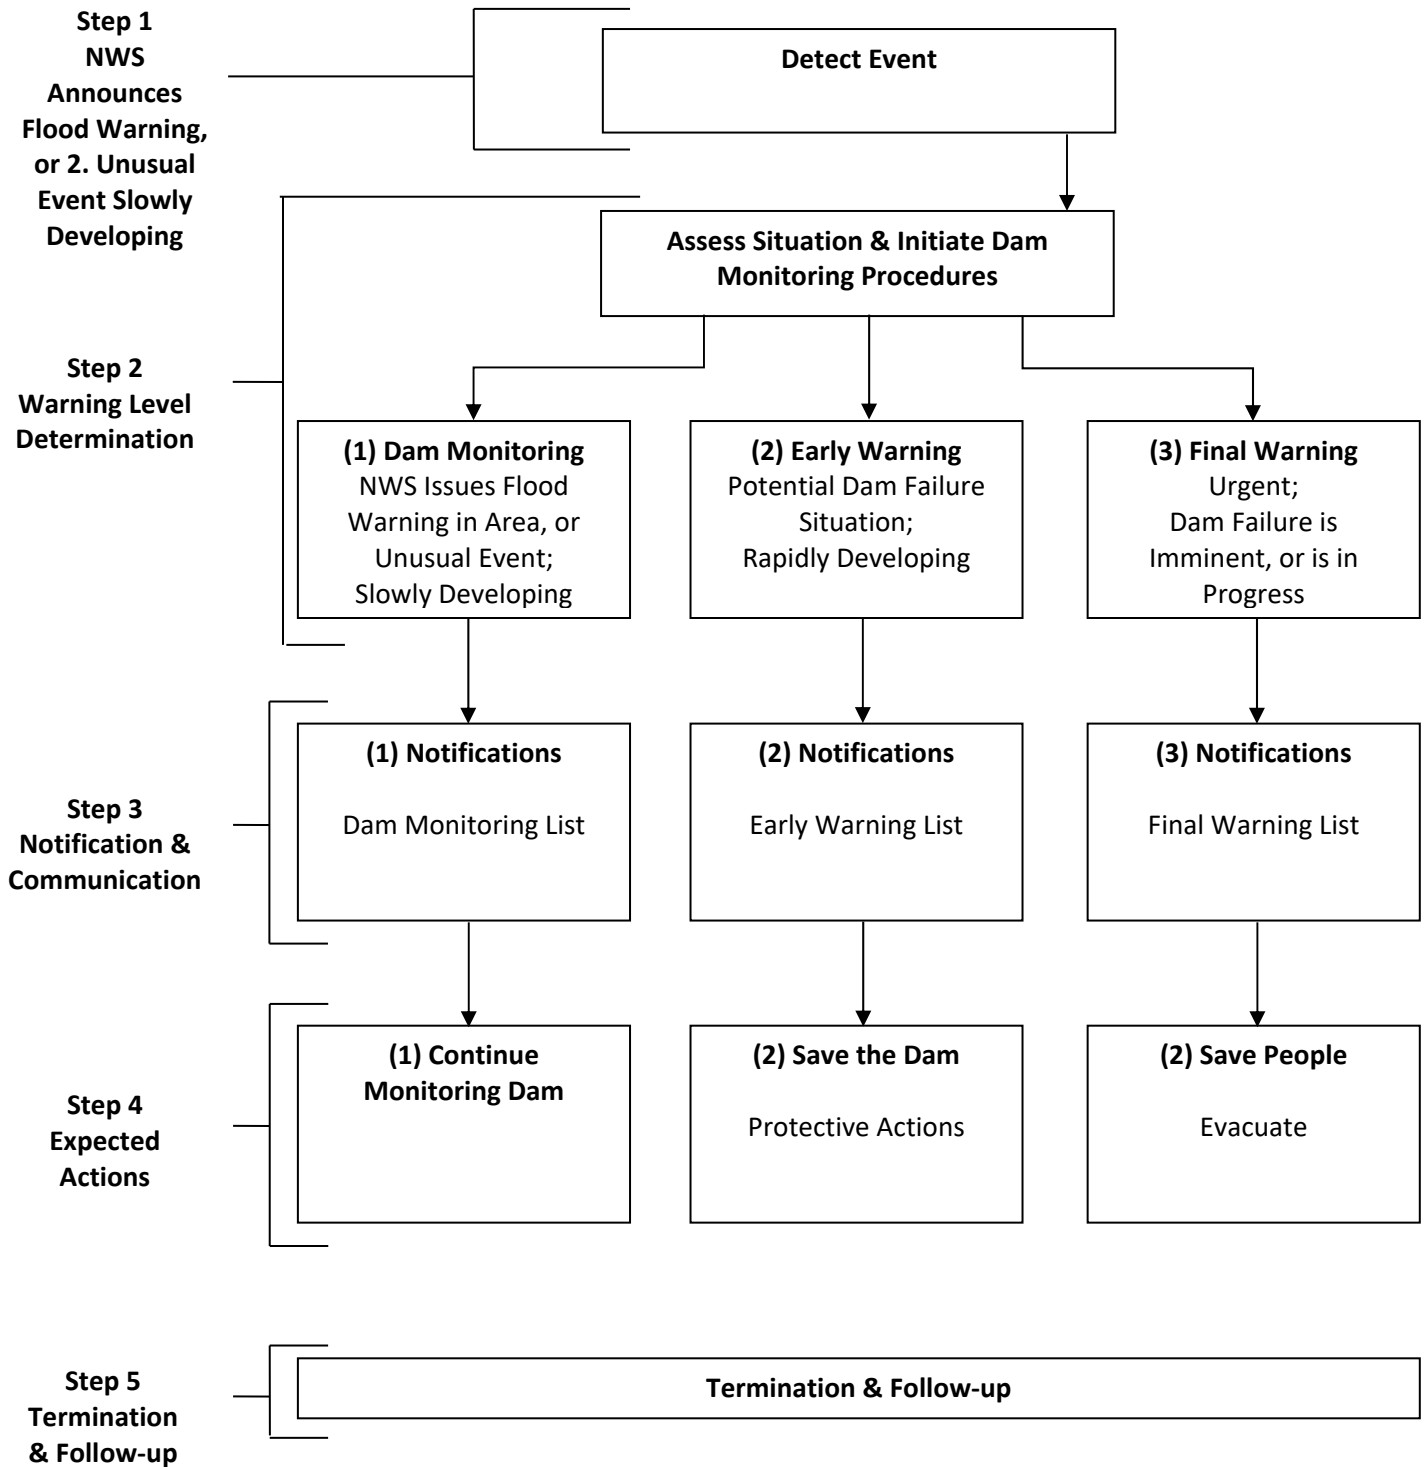 Step 1
NWS
Announces
Flood Warning,
or 2. Unusual
Event Slowly
Developing
Detect Event
Assess Situation & Initiate Dam
Monitoring Procedures
Step 2
Warning Level
Determination
(1) Dam Monitoring
NWS Issues Flood
Warning in Area, or
Unusual Event;
Slowly Developing
(2) Early Warning
Potential Dam Failure
Situation;
Rapidly Developing
(3) Final Warning
Urgent;
Dam Failure is
Imminent, or is in
Progress
Step 3
Notification &
Communication
(1) Notifications
Dam Monitoring List
(2) Notifications
Early Warning List
(3) Notifications
Final Warning List
Step 4
Expected
Actions
(1) Continue
Monitoring Dam
(2) Save the Dam
Protective Actions
(2) Save People
Evacuate
Step 5
Termination
& Follow-up
Termination & Follow-up